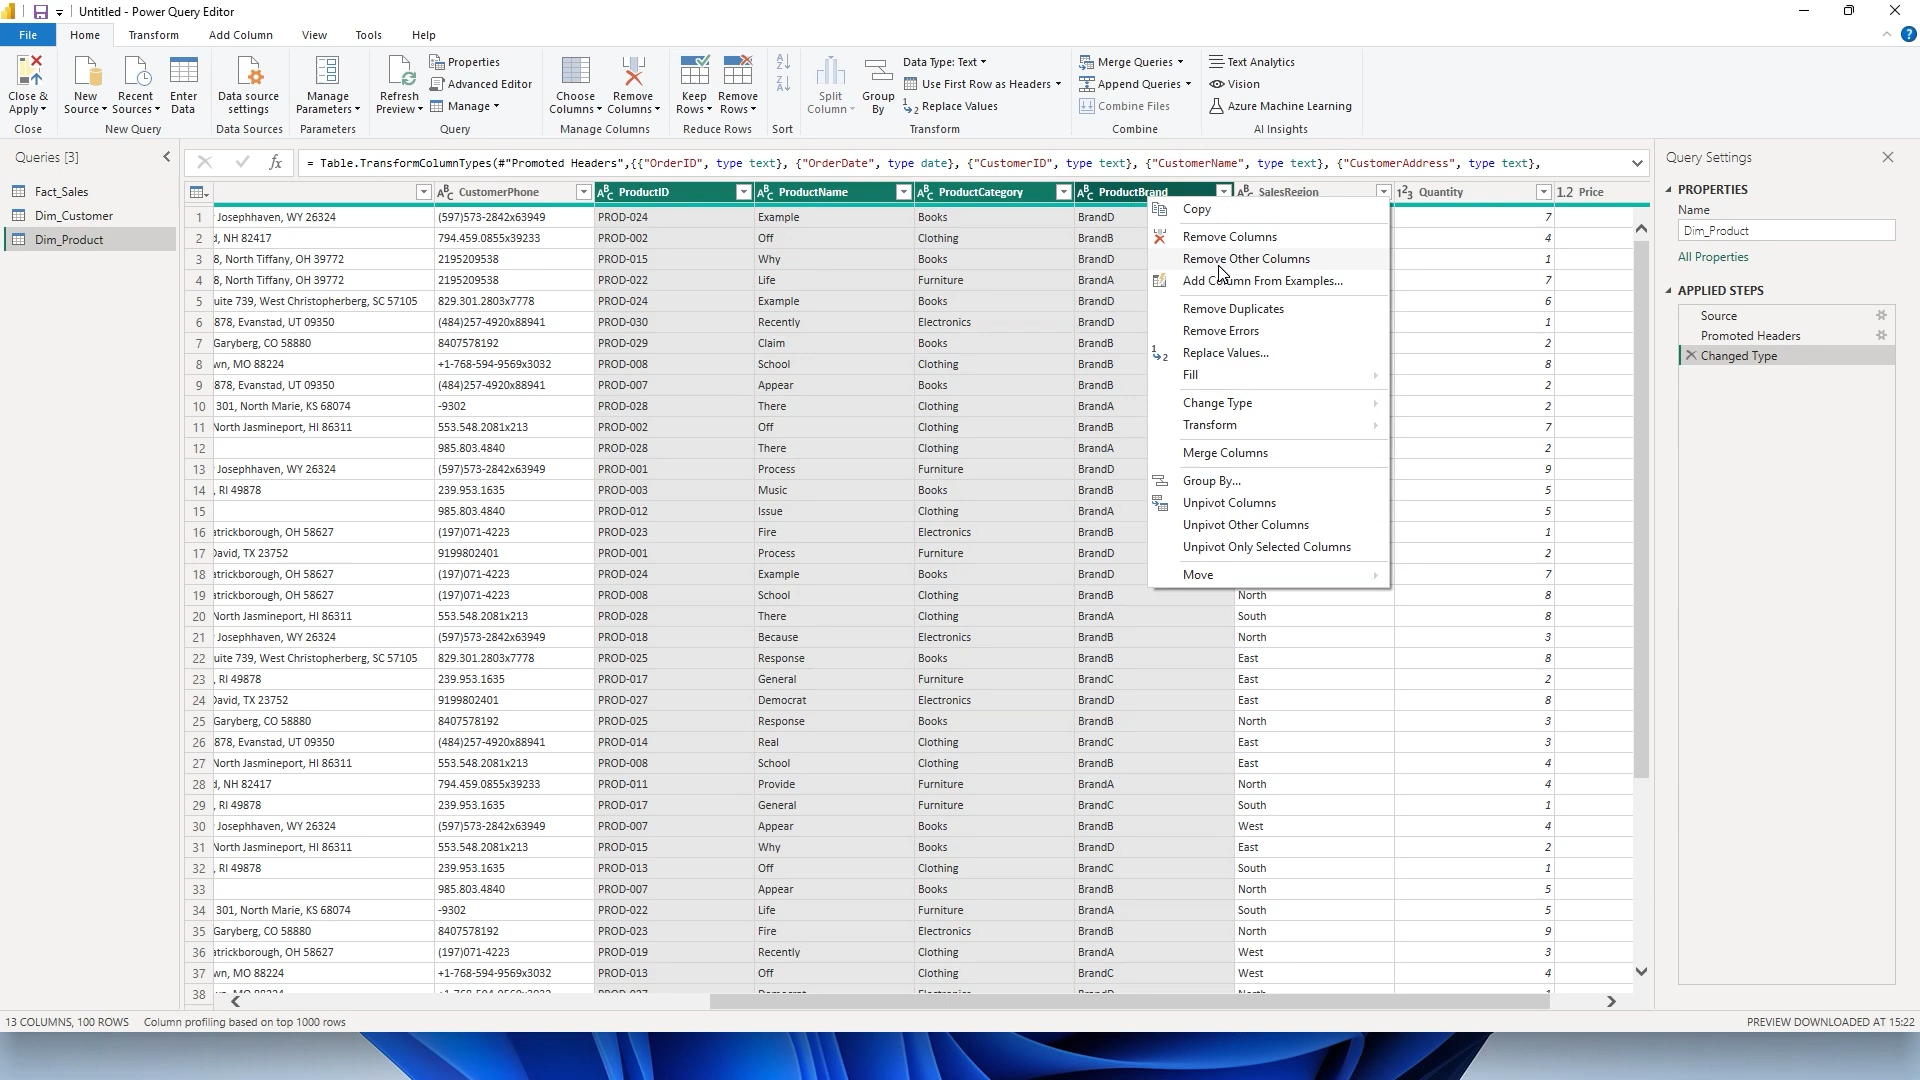 Untitled - Power Query Editor
File Home Transform Add Column View Tools Help
Close & Apply
Close
New Source
Recent Sources
Enter Data
New Query
Data source settings
Data Sources
Manage Parameters
Parameters
Refresh Preview
Properties
Advanced Editor
Manage
Query
Choose Columns
Remove Columns
Manage Columns
Keep Rows
Remove Rows
Reduce Rows
Sort
Split Column
Group By
Data Type: Text
Use First Row as Headers
Replace Values
Transform
Merge Queries
Append Queries
Combine Files
Combine
Text Analytics
Vision
Azure Machine Learning
AI Insights
Queries [3]
Fact_Sales
Dim_Customer
Dim_Product
= Table.TransformColumnTypes(#"Promoted Headers",{{"OrderID", type text}, {"OrderDate", type date}, {"CustomerID", type text}, {"CustomerName", type text}, {"CustomerAddress", type text},
CustomerPhone ProductID ProductName ProductCategory ProductBrand SalesRegion Quantity Price
1 Josephhaven, WY 26324 (597)573-2842x63949 PROD-024 Example Books BrandD 7
2 , NH 82417 794.459.0855x39233 PROD-002 Off Clothing BrandB 4
3 8, North Tiffany, OH 39772 2195209538 PROD-015 Why Books BrandD 1
4 8, North Tiffany, OH 39772 2195209538 PROD-022 Life Furniture BrandA 7
5 uite 739, West Christopherberg, SC 57105 829.301.2803x7778 PROD-024 Example Books BrandD 6
6 878, Evanstad, UT 09350 (484)257-4920x88941 PROD-030 Recently Electronics BrandD 1
7 Garyberg, CO 58880 8407578192 PROD-029 Claim Books BrandB 2
8 wn, MO 88224 +1-768-594-9569x3032 PROD-008 School Clothing BrandB 8
9 878, Evanstad, UT 09350 (484)257-4920x88941 PROD-007 Appear Books BrandB 2
10 301, North Marie, KS 68074 -9302 PROD-028 There Clothing BrandA 2
11 North Jasmineport, HI 86311 553.548.2081x213 PROD-002 Off Clothing BrandB 7
12 985.803.4840 PROD-028 There Clothing BrandA 2
13 Josephhaven, WY 26324 (597)573-2842x63949 PROD-001 Process Furniture BrandD 9
14 , RI 49878 239.953.1635 PROD-003 Music Books BrandB 5
15 985.803.4840 PROD-012 Issue Clothing BrandA 5
16 atrickborough, OH 58627 (197)071-4223 PROD-023 Fire Electronics BrandB 1
17 David, TX 23752 9199802401 PROD-001 Process Furniture BrandD 2
18 atrickborough, OH 58627 (197)071-4223 PROD-024 Example Books BrandD 7
19 atrickborough, OH 58627 (197)071-4223 PROD-008 School Clothing BrandB North 8
20 North Jasmineport, HI 86311 553.548.2081x213 PROD-028 There Clothing BrandA South 8
21 Josephhaven, WY 26324 (597)573-2842x63949 PROD-018 Because Electronics BrandB North 3
22 uite 739, West Christopherberg, SC 57105 829.301.2803x7778 PROD-025 Response Books BrandB East 8
23 , RI 49878 239.953.1635 PROD-017 General Furniture BrandC East 2
24 David, TX 23752 9199802401 PROD-027 Democrat Electronics BrandD East 8
25 Garyberg, CO 58880 8407578192 PROD-025 Response Books BrandB North 3
26 878, Evanstad, UT 09350 (484)257-4920x88941 PROD-014 Real Clothing BrandC East 3
27 North Jasmineport, HI 86311 553.548.2081x213 PROD-008 School Clothing BrandB East 4
28 , NH 82417 794.459.0855x39233 PROD-011 Provide Furniture BrandA North 4
29 , RI 49878 239.953.1635 PROD-017 General Furniture BrandC South 1
30 Josephhaven, WY 26324 (597)573-2842x63949 PROD-007 Appear Books BrandB West 4
31 North Jasmineport, HI 86311 553.548.2081x213 PROD-015 Why Books BrandD East 2
32 , RI 49878 239.953.1635 PROD-013 Off Clothing BrandC South 1
33 985.803.4840 PROD-007 Appear Books BrandB North 5
34 301, North Marie, KS 68074 -9302 PROD-022 Life Furniture BrandA South 5
35 Garyberg, CO 58880 8407578192 PROD-023 Fire Electronics BrandB North 9
36 atrickborough, OH 58627 (197)071-4223 PROD-019 Recently Clothing BrandA West 3
37 wn, MO 88224 +1-768-594-9569x3032 PROD-013 Off Clothing BrandC West 4
38
Copy
Remove Columns
Remove Other Columns
Add Column From Examples...
Remove Duplicates
Remove Errors
Replace Values...
Fill
Change Type
Transform
Merge Columns
Group By...
Unpivot Columns
Unpivot Other Columns
Unpivot Only Selected Columns
Move
Query Settings
PROPERTIES
Name
Dim_Product
All Properties
APPLIED STEPS
Source
Promoted Headers
Changed Type
13 COLUMNS, 100 ROWS Column profiling based on top 1000 rows
PREVIEW DOWNLOADED AT 15:22